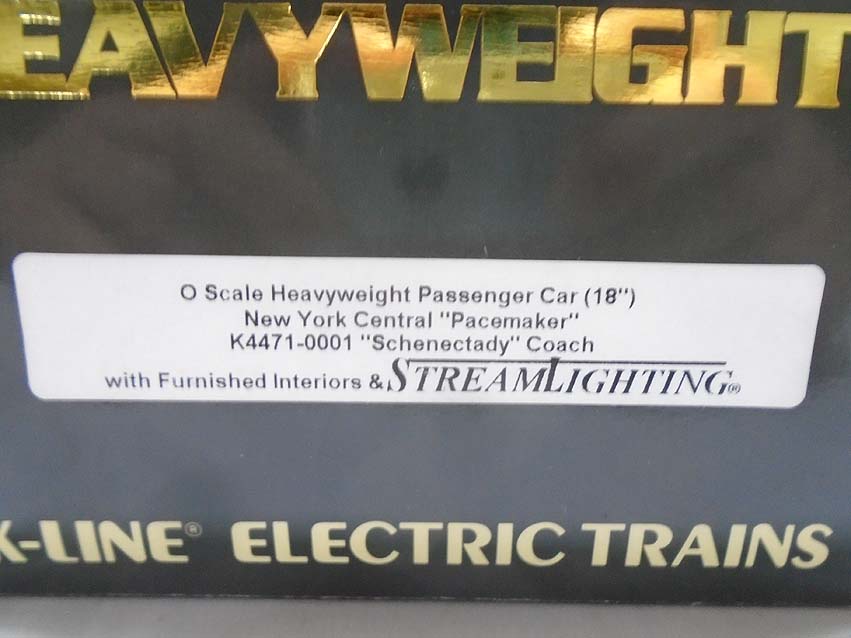 EAVYWEIGHT
O Scale Heavyweight Passenger Car (18")
New York Central "Pacemaker"
K4471-0001 "Schenectady" Coach
with Furnished Interiors & STREAMLIGHTING®
K-LINE® ELECTRIC TRAINS